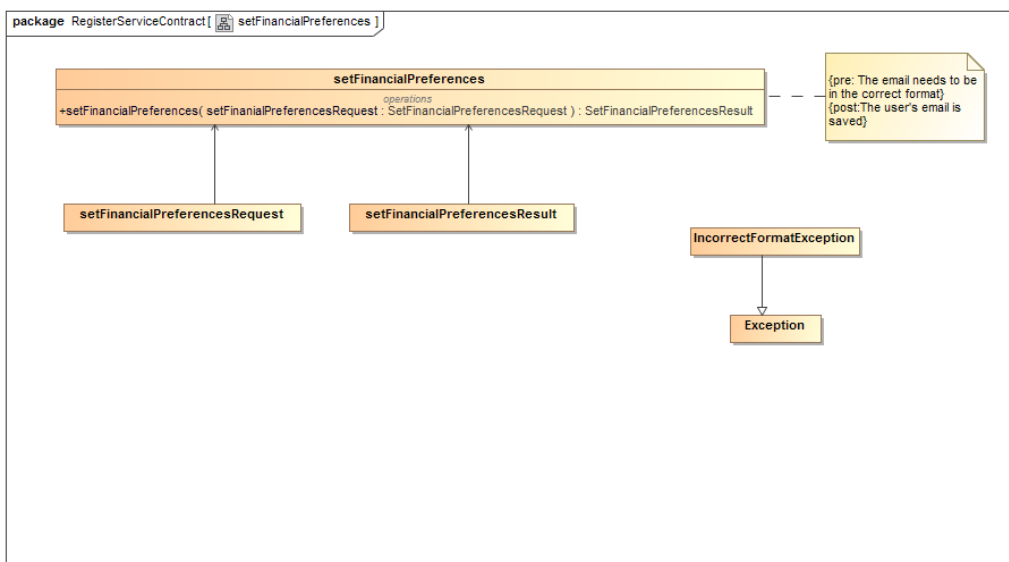 package RegisterServiceContract [ setFinancialPreferences ]
setFinancialPreferences
operations
+setFinancialPreferences( setFinanialPreferencesRequest : SetFinancialPreferencesRequest ) : SetFinancialPreferencesResult
{pre: The email needs to be
in the correct format}
{post:The user's email is
saved}
setFinancialPreferencesRequest
setFinancialPreferencesResult
IncorrectFormatException
Exception